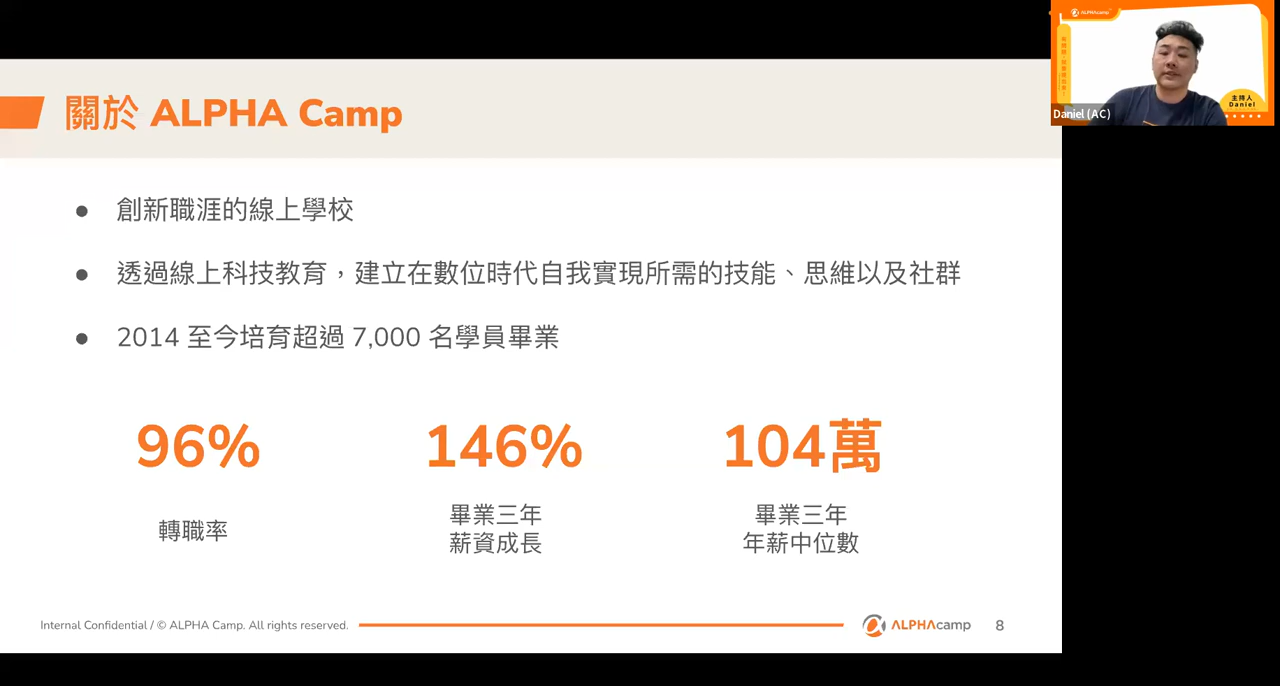 關於 ALPHA Camp
創新職涯的線上學校
透過線上科技教育，建立在數位時代自我實現所需的技能、思維以及社群
2014 至今培育超過 7,000 名學員畢業
96%
轉職率
146%
畢業三年
薪資成長
104萬
畢業三年
年薪中位數
Internal Confidential / © ALPHA Camp. All rights reserved.
ALPHAcamp
8
ALPHAcamp
主持人
Daniel
Daniel (AC)